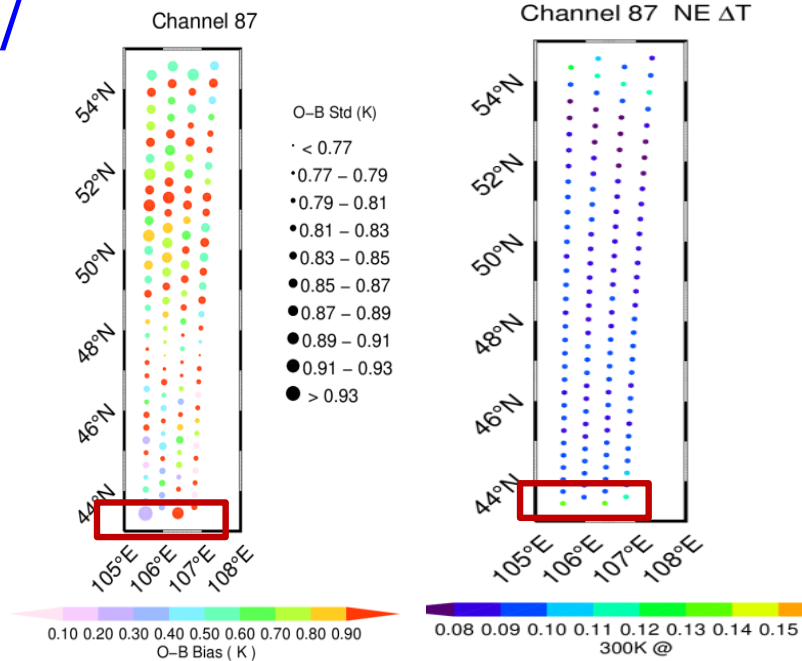 Channel 87
54°N
52°N
50°N
48°N
46°N
44°N
105°E
106°E
107°E
108°E
O−B Std (K)
< 0.77
0.77 − 0.79
0.79 − 0.81
0.81 − 0.83
0.83 − 0.85
0.85 − 0.87
0.87 − 0.89
0.89 − 0.91
0.91 − 0.93
> 0.93
0.10 0.20 0.30 0.40 0.50 0.60 0.70 0.80 0.90
O−B Bias ( K )
Channel 87 NE ΔT
54°N
52°N
50°N
48°N
46°N
44°N
105°E
106°E
107°E
108°E
0.08 0.09 0.10 0.11 0.12 0.13 0.14 0.15
300K @